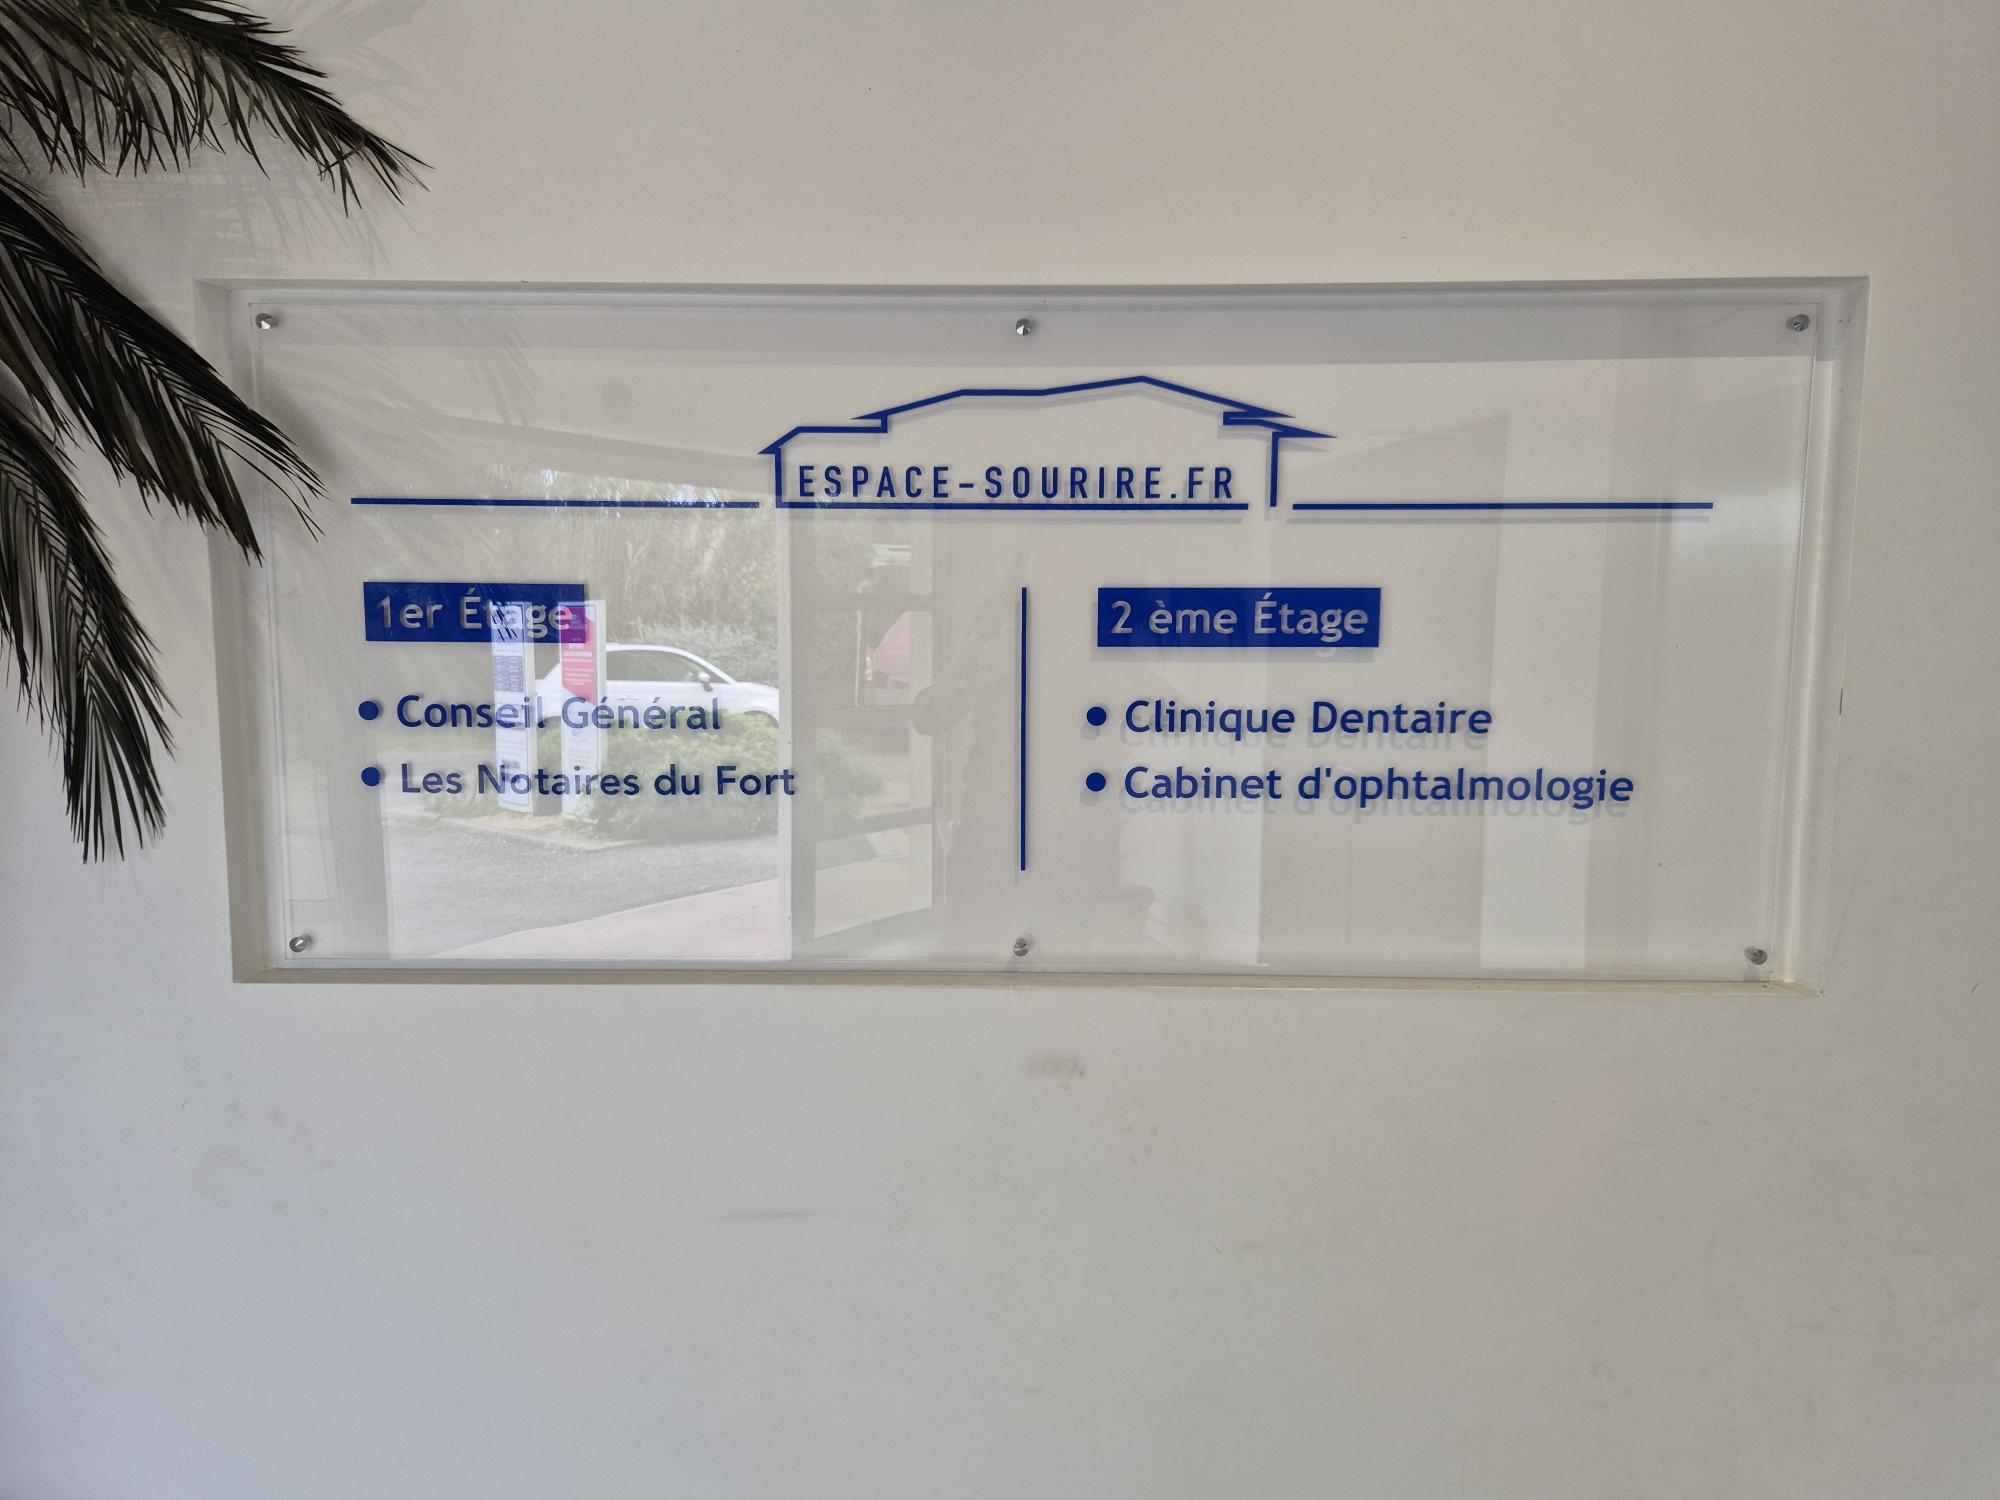 ESPACE-SOURIRE.FR
1er Étage
• Conseil Général
• Les Notaires du Fort
2 ème Étage
• Clinique Dentaire
• Cabinet d'ophtalmologie